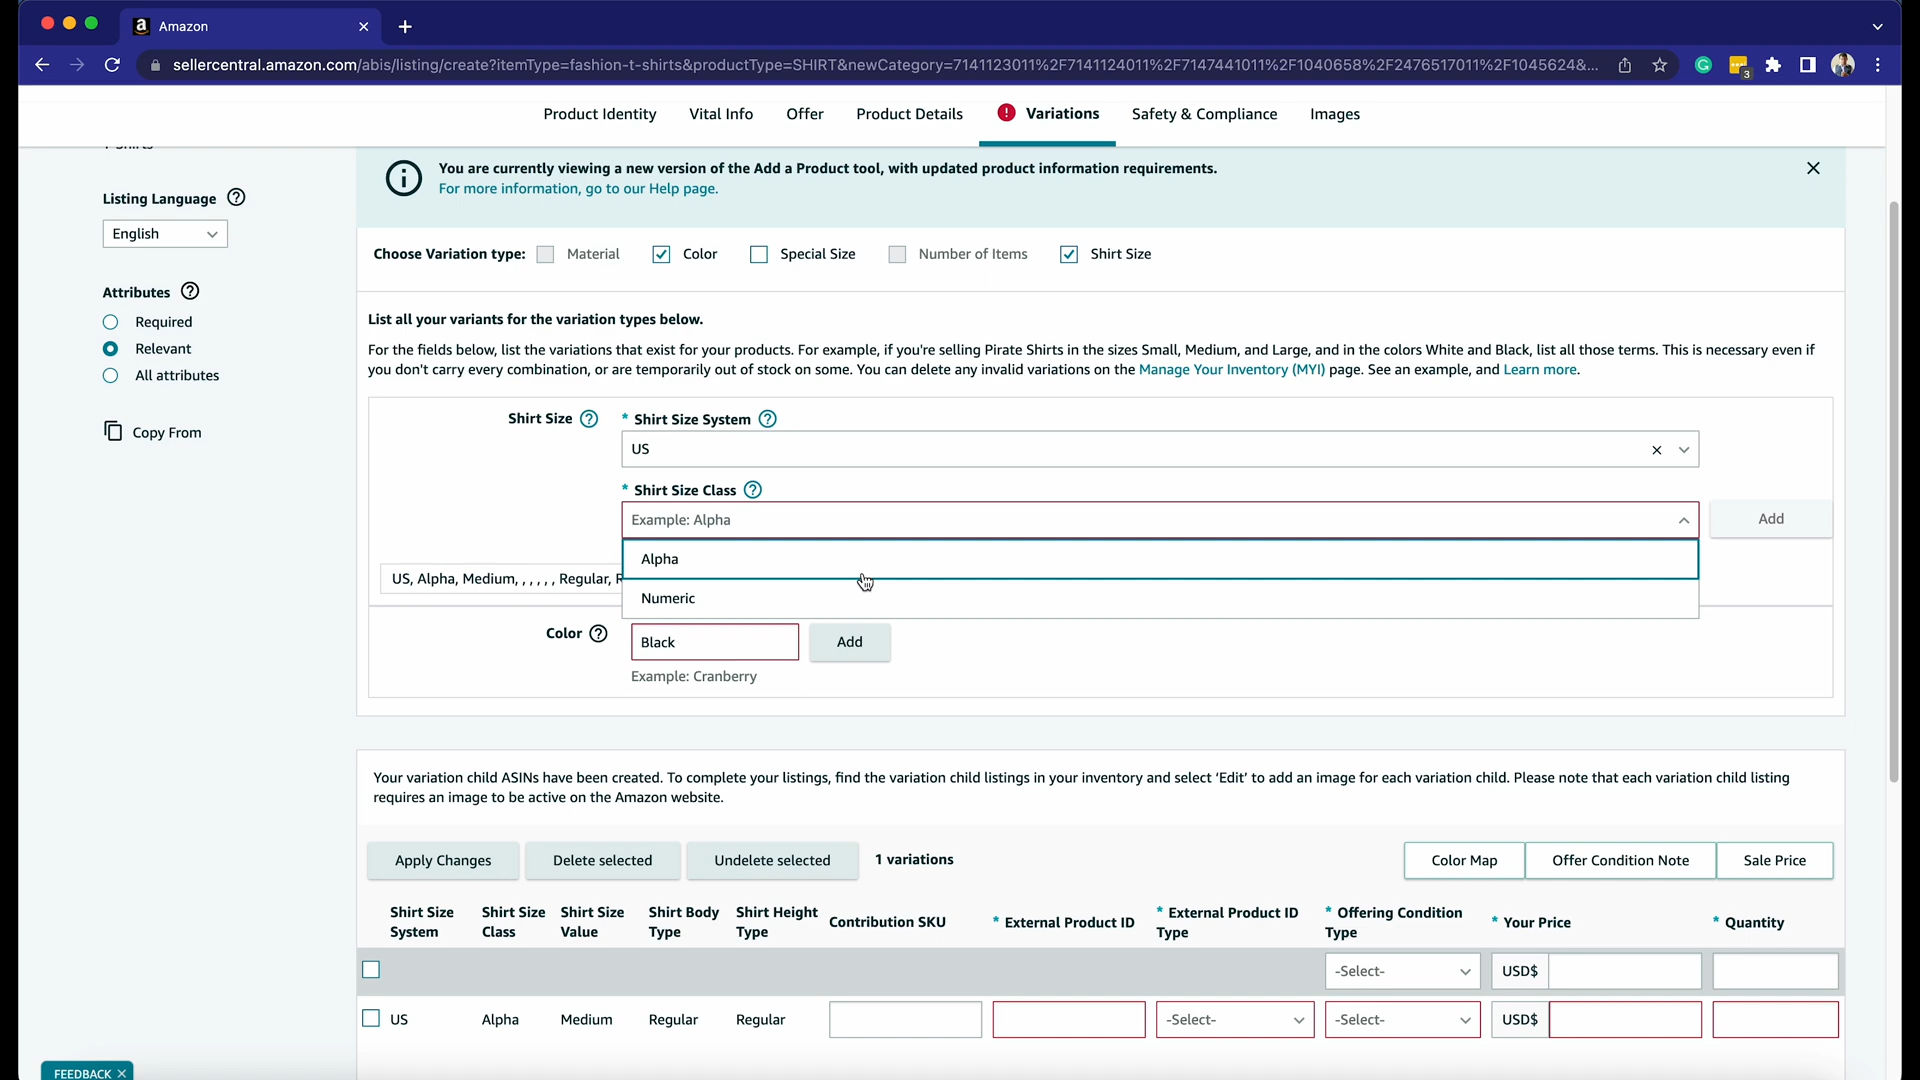 Amazon
sellercentral.amazon.com/abis/listing/create?itemType=fashion-t-shirts&productType=SHIRT&newCategory=7141123011%2F7141124011%2F7147441011%2F1040658%2F2476517011%2F1045624&...
3
Product Identity
Vital Info
Offer
Product Details
Variations
Safety & Compliance
Images
Listing Language
English
Attributes
Required
Relevant
All attributes
Copy From
You are currently viewing a new version of the Add a Product tool, with updated product information requirements.
For more information, go to our Help page.
Choose Variation type:
Material
Color
Special Size
Number of Items
Shirt Size
List all your variants for the variation types below.
For the fields below, list the variations that exist for your products. For example, if you're selling Pirate Shirts in the sizes Small, Medium, and Large, and in the colors White and Black, list all those terms. This is necessary even if
you don't carry every combination, or are temporarily out of stock on some. You can delete any invalid variations on the Manage Your Inventory (MYI) page. See an example, and Learn more.
Shirt Size
* Shirt Size System
US
* Shirt Size Class
Example: Alpha
Add
Alpha
US, Alpha, Medium, , , , , , Regular, R
Numeric
Color
Black
Add
Example: Cranberry
Your variation child ASINs have been created. To complete your listings, find the variation child listings in your inventory and select 'Edit' to add an image for each variation child. Please note that each variation child listing
requires an image to be active on the Amazon website.
Apply Changes
Delete selected
Undelete selected
1 variations
Color Map
Offer Condition Note
Sale Price
Shirt Size System
Shirt Size Class
Shirt Size Value
Shirt Body Type
Shirt Height Type
Contribution SKU
* External Product ID
* External Product ID Type
* Offering Condition Type
* Your Price
* Quantity
-Select-
USD$
US
Alpha
Medium
Regular
Regular
-Select-
-Select-
USD$
FEEDBACK